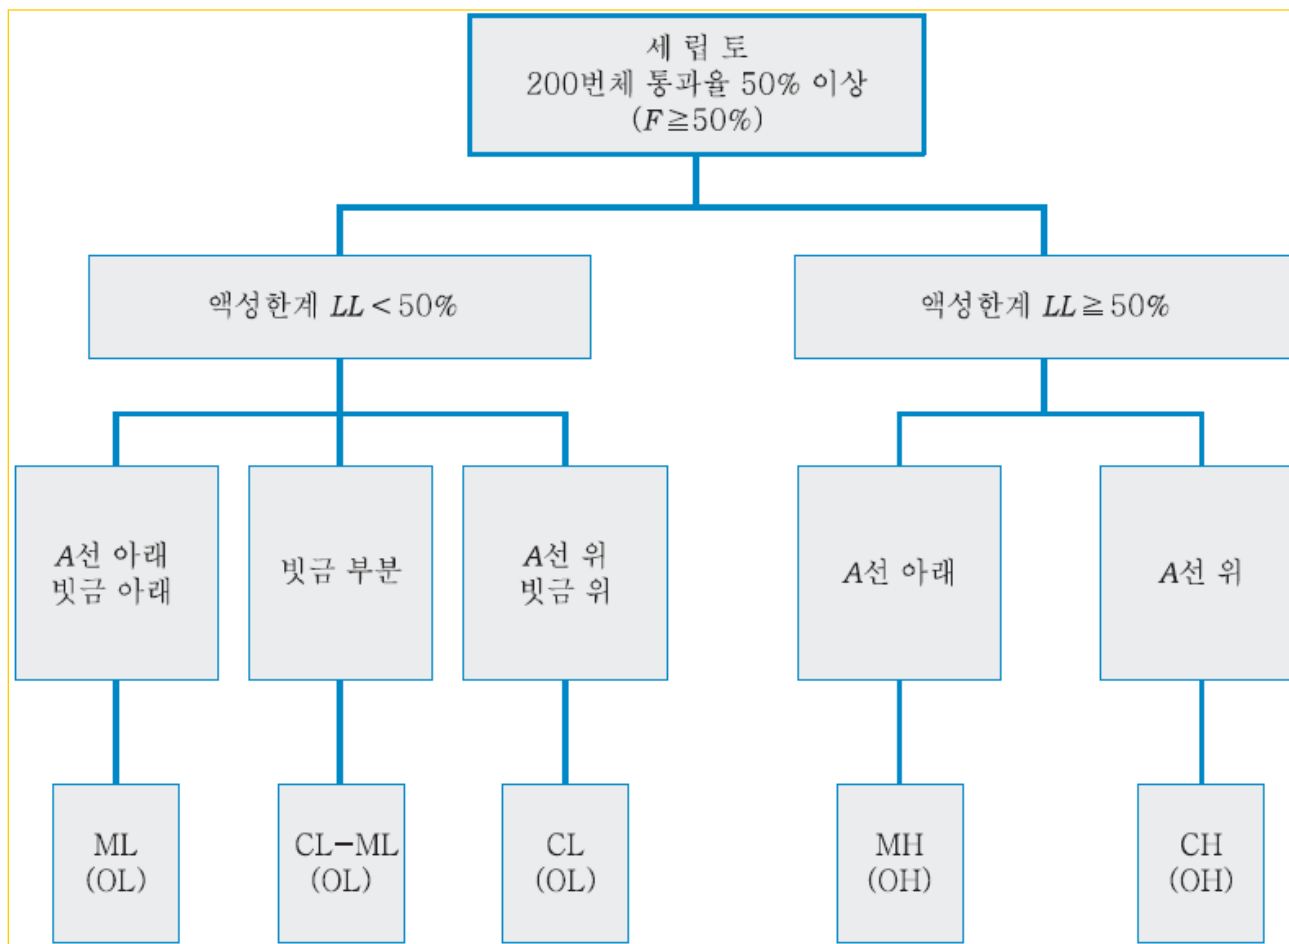 세 립 토
200번체 통과율 50% 이상
(F≧50%)
액성한계 LL<50%
액성한계 LL≧50%
A선 아래
빗금 아래
빗금 부분
A선 위
빗금 위
A선 아래
A선 위
ML
(OL)
CL-ML
(OL)
CL
(OL)
MH
(OH)
CH
(OH)